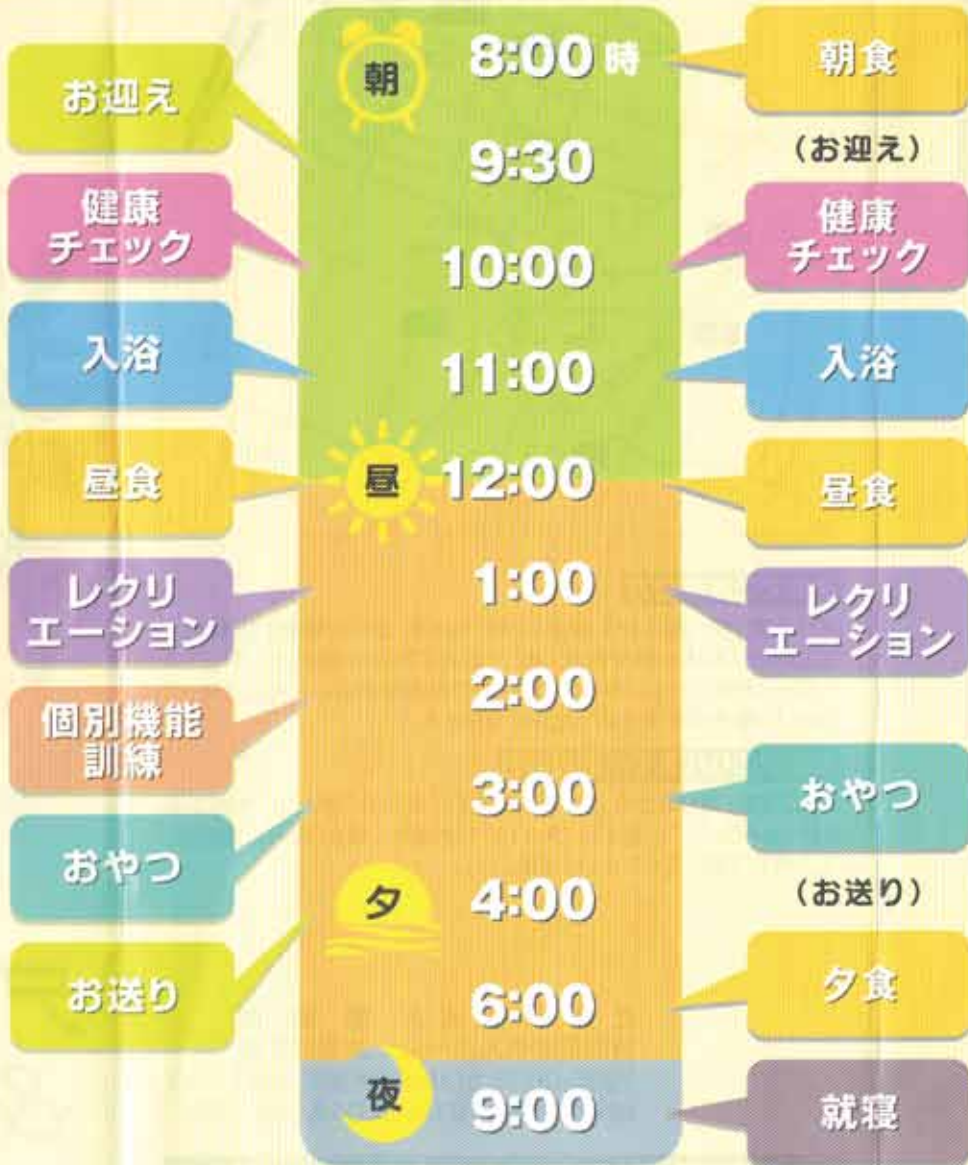 お迎え
健康
チェック
入浴
昼食
レクリ
エーション
個別機能
訓練
おやつ
お送り
朝
8:00 時
9:30
10:00
11:00
昼
12:00
1:00
2:00
3:00
夕
4:00
6:00
夜
9:00
朝食
(お迎え)
健康
チェック
入浴
昼食
レクリ
エーション
おやつ
(お送り)
夕食
就寝